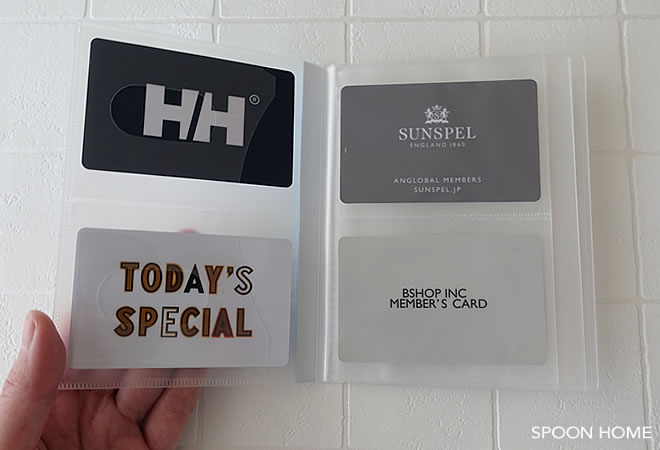 HH®
TODAY'S
SPECIAL
SUNSPEL
ENGLAND 1860
ANGLOBAL MEMBERS
SUNSPEL.JP
BSHOP INC
MEMBER'S CARD
SPOON HOME